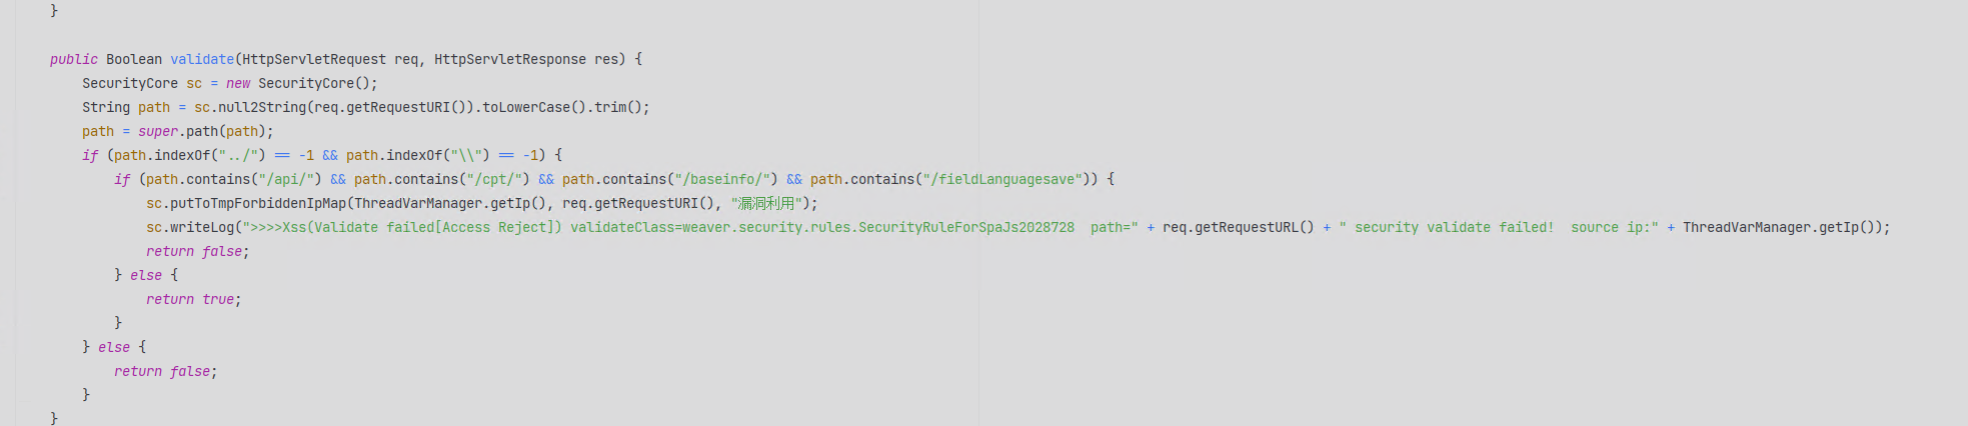 }
public Boolean validate(HttpServletRequest req, HttpServletResponse res) {
SecurityCore sc = new SecurityCore();
String path = sc.null2String(req.getRequestURI()).toLowerCase().trim();
path = super.path(path);
if (path.indexOf("../") == -1 && path.indexOf("\\") == -1) {
if (path.contains("/api/") && path.contains("/cpt/") && path.contains("/baseinfo/") && path.contains("/fieldLanguagesave")) {
sc.putToTmpForbiddenIpMap(ThreadVarManager.getIp(), req.getRequestURI(), "漏洞利用");
sc.writeLog(">>>>Xss(Validate failed[Access Reject]) validateClass=weaver.security.rules.SecurityRuleForSpaJs2028728  path=" + req.getRequestURL() + " security validate failed!  source ip:" + ThreadVarManager.getIp());
return false;
} else {
return true;
}
} else {
return false;
}
}